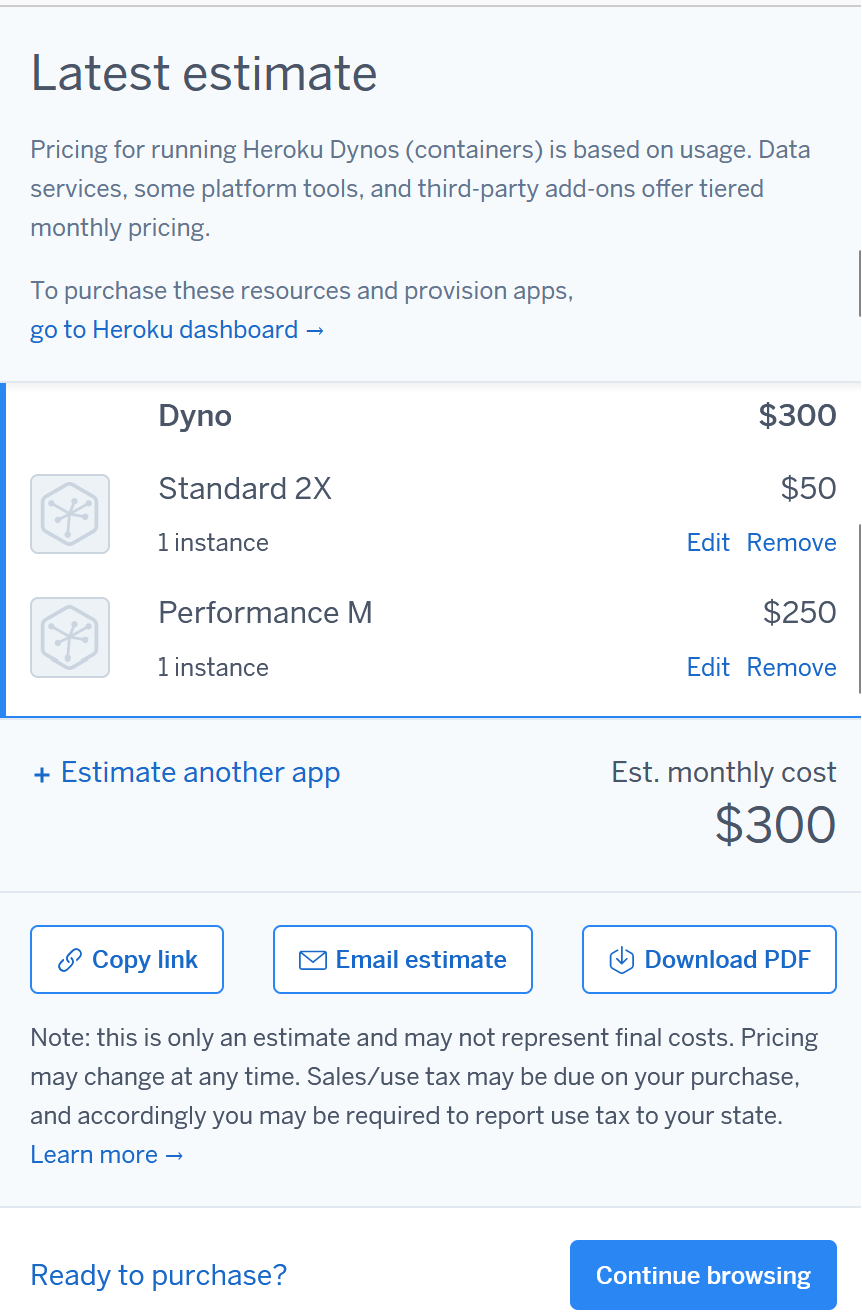 Latest estimate
Pricing for running Heroku Dynos (containers) is based on usage. Data
services, some platform tools, and third-party add-ons offer tiered
monthly pricing.
To purchase these resources and provision apps,
go to Heroku dashboard →
Dyno $300
Standard 2X $50
1 instance Edit Remove
Performance M $250
1 instance Edit Remove
+ Estimate another app Est. monthly cost
$300
Copy link Email estimate Download PDF
Note: this is only an estimate and may not represent final costs. Pricing
may change at any time. Sales/use tax may be due on your purchase,
and accordingly you may be required to report use tax to your state.
Learn more →
Ready to purchase? Continue browsing